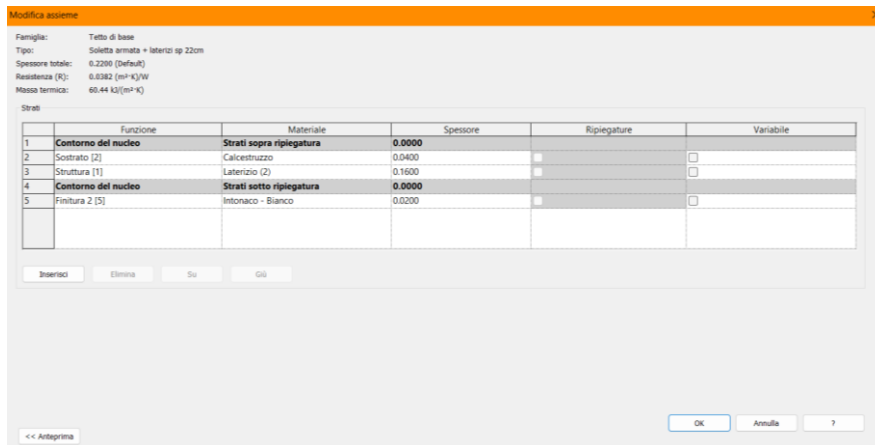 Modifica assieme
Famiglia: Tetto di base
Tipo: Soletta armata + laterizi sp 22cm
Spessore totale: 0.2200 (Default)
Resistenza (R): 0.0382 (m²·K)/W
Massa termica: 60.44 kJ/(m²·K)
Strati
Funzione Materiale Spessore Ripiegature Variabile
1 Contorno del nucleo Strati sopra ripiegatura 0.0000
2 Sostrato [2] Calcestruzzo 0.0400
3 Struttura [1] Laterizio (2) 0.1600
4 Contorno del nucleo Strati sotto ripiegatura 0.0000
5 Finitura 2 [5] Intonaco - Bianco 0.0200
Inserisci Elimina Su Giù
OK Annulla ?
<< Anteprima